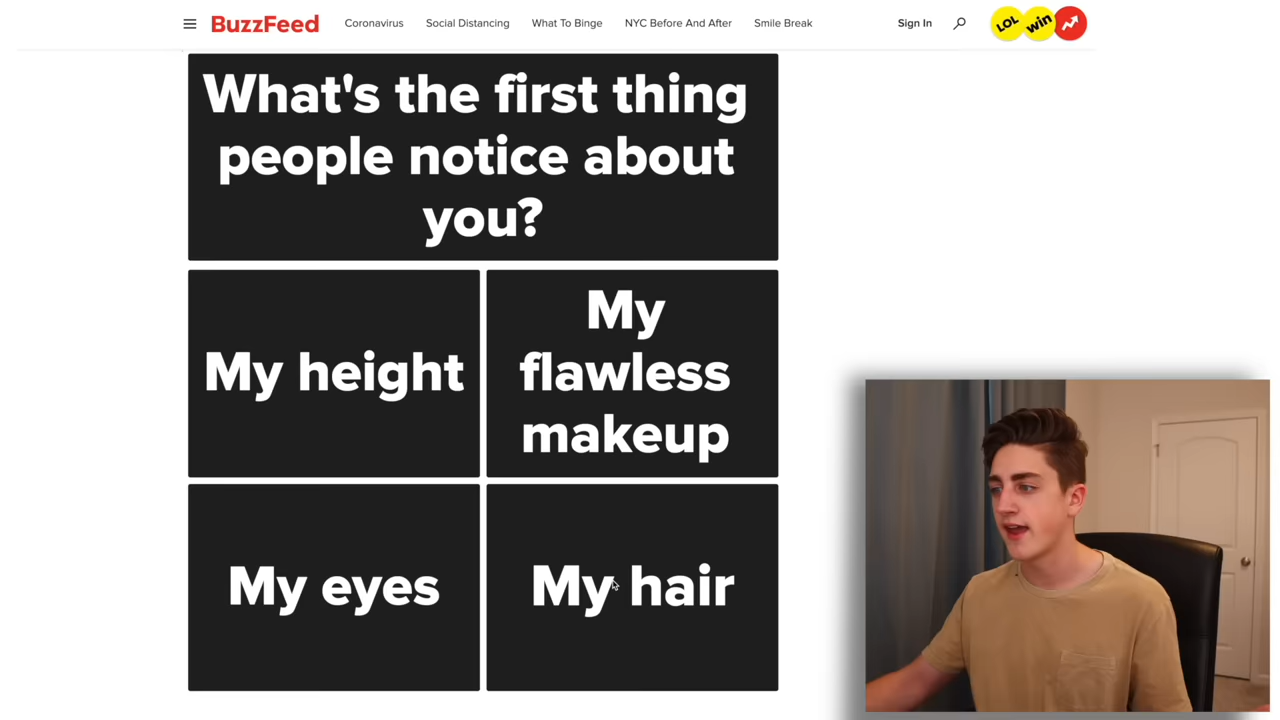 BuzzFeed Coronavirus Social Distancing What To Binge NYC Before And After Smile Break Sign In LOL win
What's the first thing
people notice about
you?
My height
My
flawless
makeup
My eyes
My hair